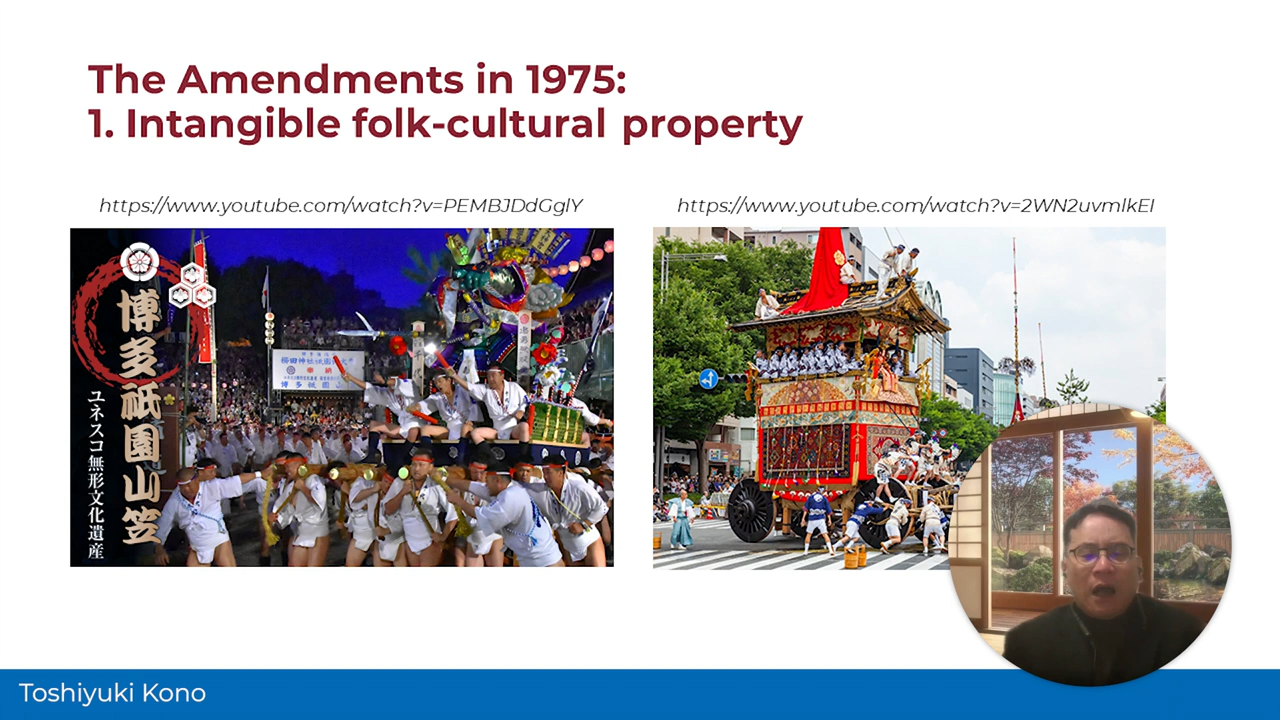 The Amendments in 1975:
1. Intangible folk-cultural property
https://www.youtube.com/watch?v=PEMBJDdGglY
https://www.youtube.com/watch?v=2WN2uvmlkEI
博多祇園山笠
ユネスコ無形文化遺産
奉納
Toshiyuki Kono